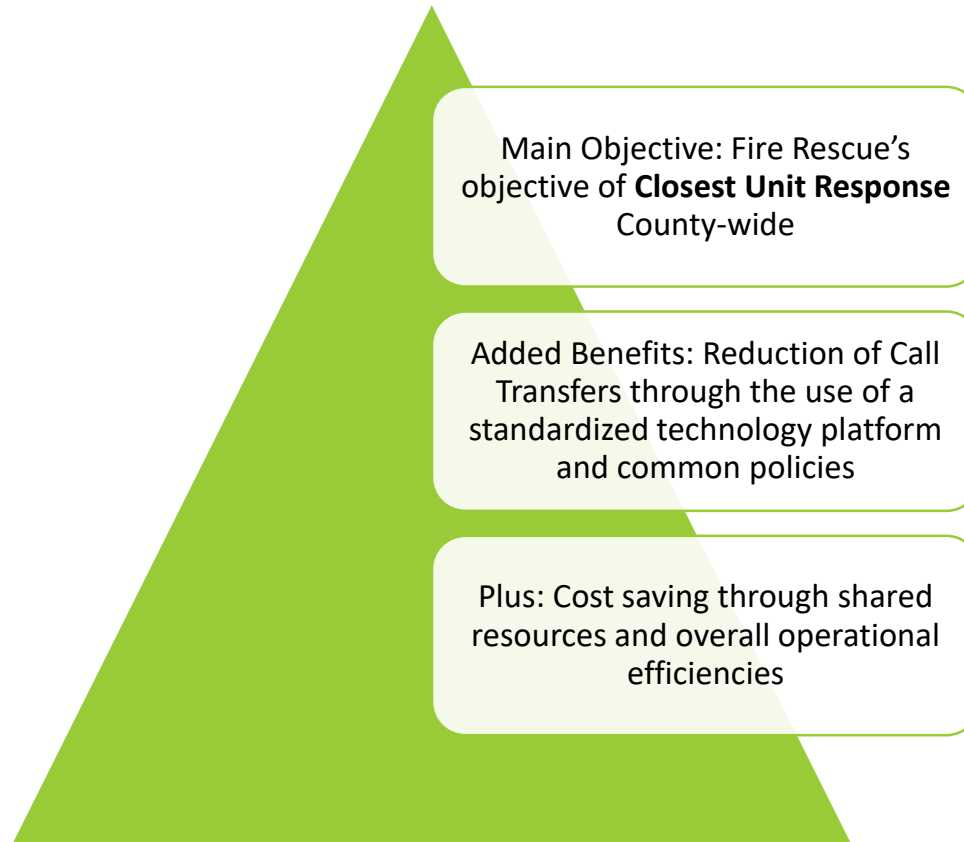 Main Objective: Fire Rescue’s
objective of Closest Unit Response
County-wide
Added Benefits: Reduction of Call
Transfers through the use of a
standardized technology platform
and common policies
Plus: Cost saving through shared
resources and overall operational
efficiencies